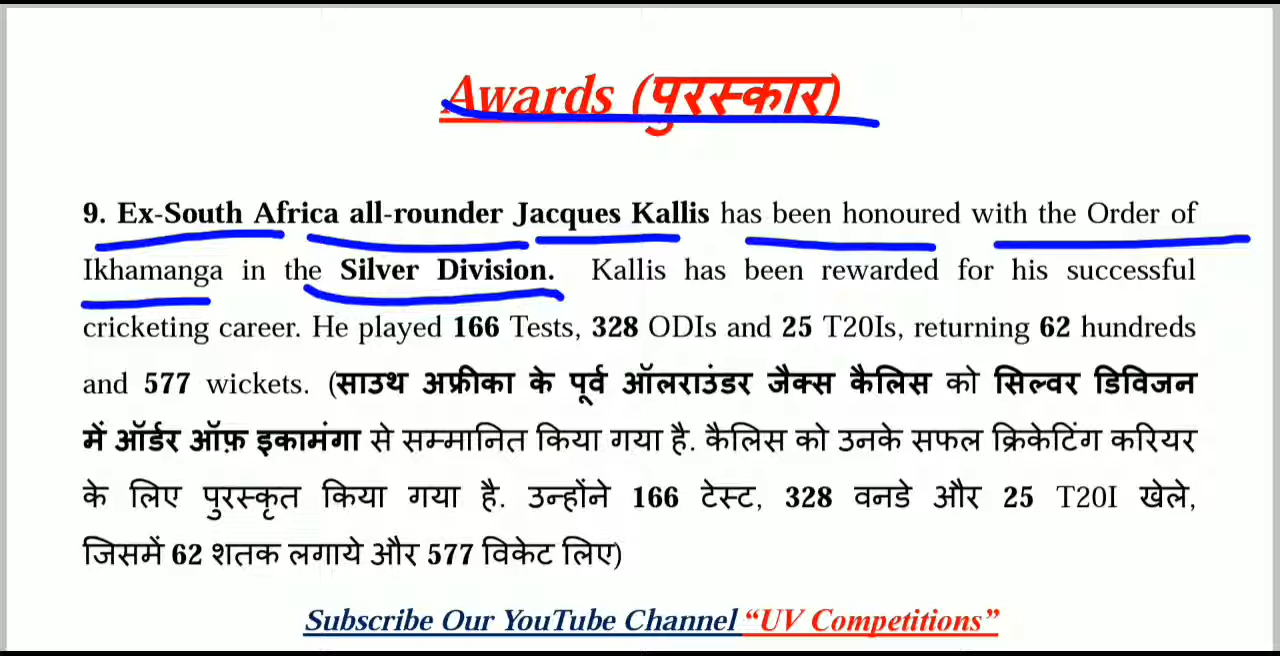 Awards (पुरस्कार)
9. Ex-South Africa all-rounder Jacques Kallis has been honoured with the Order of
Ikhamanga in the Silver Division. Kallis has been rewarded for his successful
cricketing career. He played 166 Tests, 328 ODIs and 25 T20Is, returning 62 hundreds
and 577 wickets. (साउथ अफ्रीका के पूर्व ऑलराउंडर जैक्स कैलिस को सिल्वर डिविजन
में ऑर्डर ऑफ़ इकामंगा से सम्मानित किया गया है. कैलिस को उनके सफल क्रिकेटिंग करियर
के लिए पुरस्कृत किया गया है. उन्होंने 166 टेस्ट, 328 वनडे और 25 T20I खेले,
जिसमें 62 शतक लगाये और 577 विकेट लिए)
Subscribe Our YouTube Channel “UV Competitions”